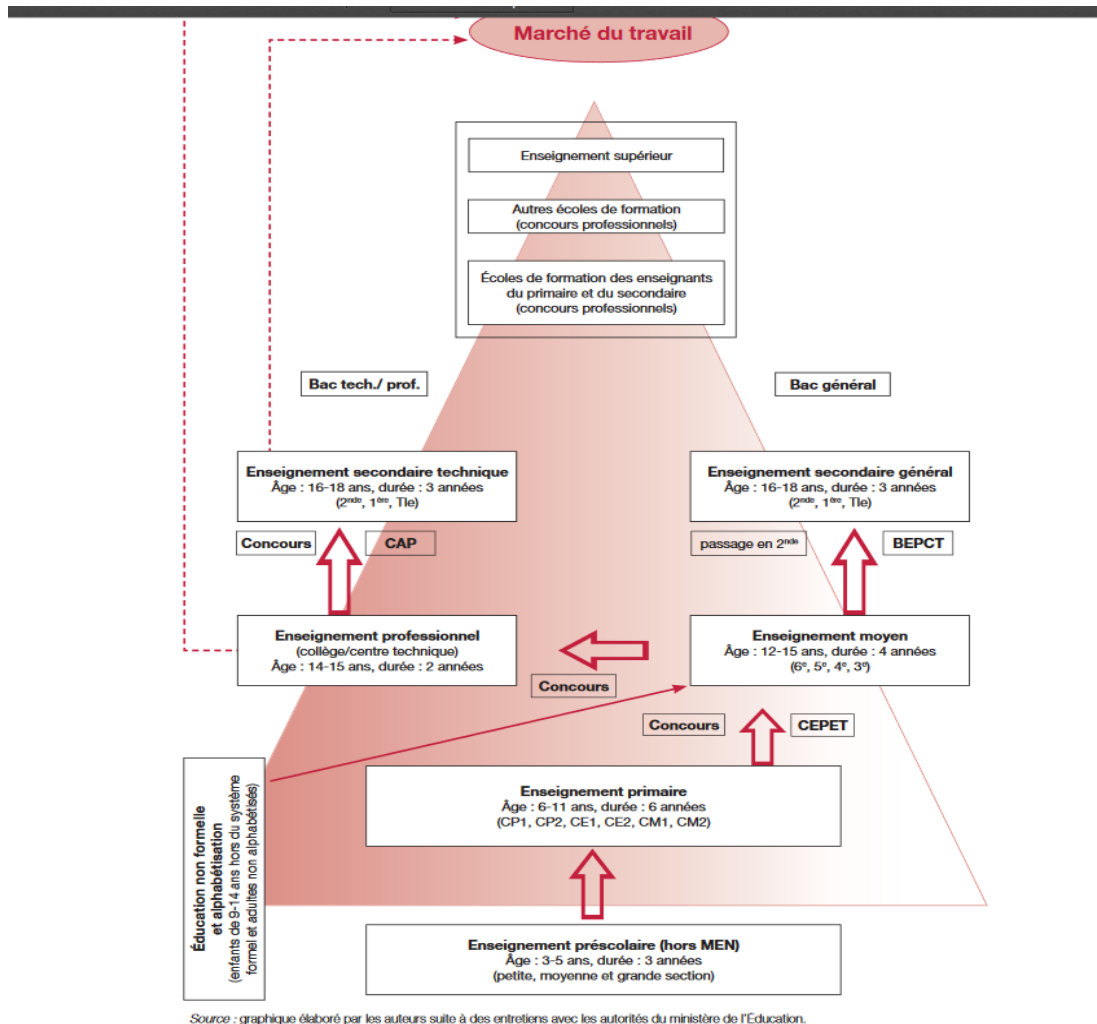 Marché du travail
Enseignement supérieur
Autres écoles de formation
(concours professionnels)
Écoles de formation des enseignants
du primaire et du secondaire
(concours professionnels)
Bac tech./ prof.
Bac général
Enseignement secondaire technique
Âge : 16-18 ans, durée : 3 années
(2nde, 1ère, Tle)
Enseignement secondaire général
Âge : 16-18 ans, durée : 3 années
(2nde, 1ère, Tle)
Concours
CAP
passage en 2nde
BEPCT
Enseignement professionnel
(collège/centre technique)
Âge : 14-15 ans, durée : 2 années
Enseignement moyen
Âge : 12-15 ans, durée : 4 années
(6e, 5e, 4e, 3e)
Concours
Concours
CEPET
Éducation non formelle
et alphabétisation
(enfants de 9-14 ans hors du système
formel et adultes non alphabétisés)
Enseignement primaire
Âge : 6-11 ans, durée : 6 années
(CP1, CP2, CE1, CE2, CM1, CM2)
Enseignement préscolaire (hors MEN)
Âge : 3-5 ans, durée : 3 années
(petite, moyenne et grande section)
Source : graphique élaboré par les auteurs suite à des entretiens avec les autorités du ministère de l'Éducation.